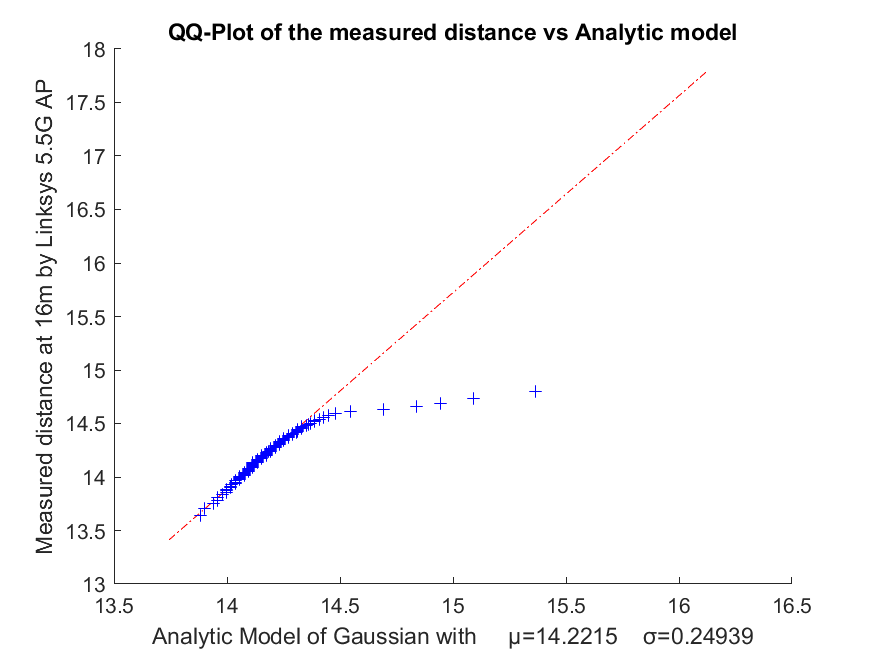 QQ-Plot of the measured distance vs Analytic model
Measured distance at 16m by Linksys 5.5G AP
18
17.5
17
16.5
16
15.5
15
14.5
14
13.5
13
13.5 14 14.5 15 15.5 16 16.5
Analytic Model of Gaussian with μ=14.2215 σ=0.24939